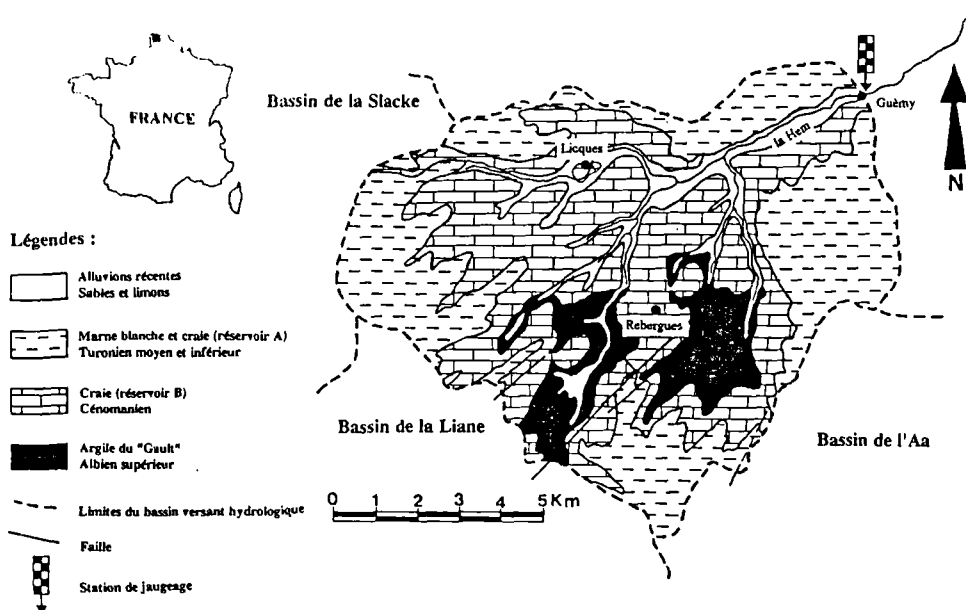 FRANCE
Bassin de la Slacke
Guèmy
la Hem
Licques
N
Rebergues
Bassin de la Liane
Bassin de l'Aa
0 1 2 3 4 5 Km
Légendes :
Alluvions récentes
Sables et limons
Marne blanche et craie (réservoir A)
Turonien moyen et inférieur
Craie (réservoir B)
Cénomanien
Argile du "Gault"
Albien supérieur
Limites du bassin versant hydrologique
Faille
Station de jaugeage